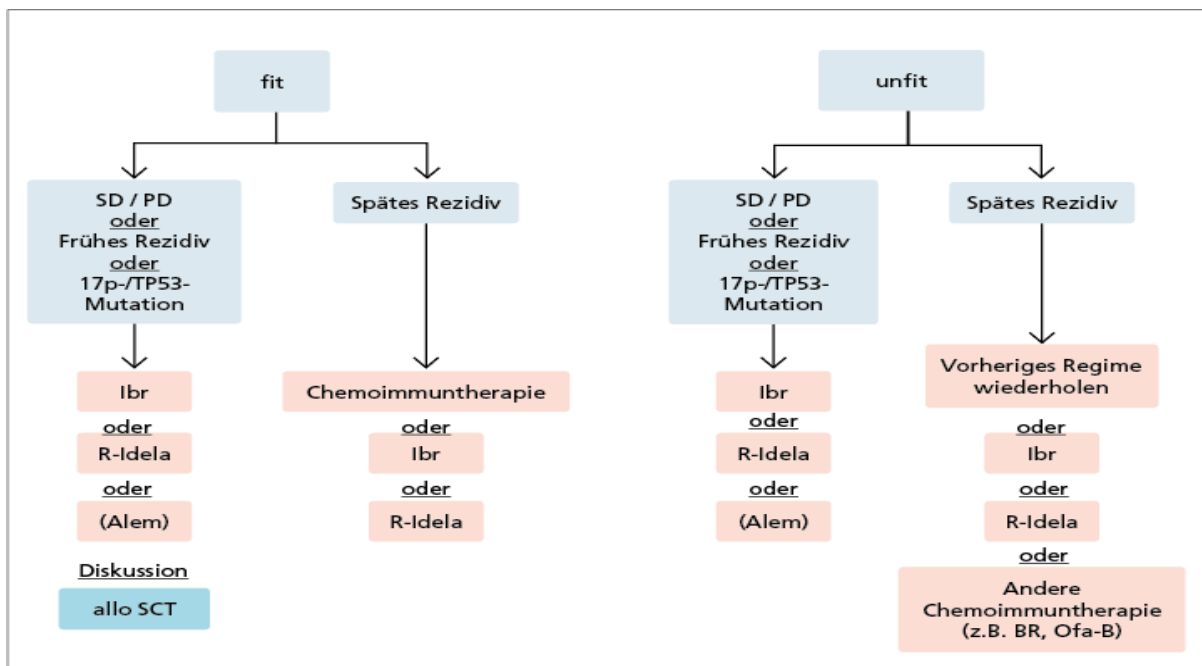 fit
SD / PD
oder
Frühes Rezidiv
oder
17p-/TP53-
Mutation
Ibr
oder
R-Idela
oder
(Alem)
Diskussion
allo SCT
Spätes Rezidiv
Chemoimmuntherapie
oder
Ibr
oder
R-Idela
unfit
SD / PD
oder
Frühes Rezidiv
oder
17p-/TP53-
Mutation
Ibr
oder
R-Idela
oder
(Alem)
Spätes Rezidiv
Vorheriges Regime
wiederholen
oder
Ibr
oder
R-Idela
oder
Andere
Chemoimmuntherapie
(z.B. BR, Ofa-B)